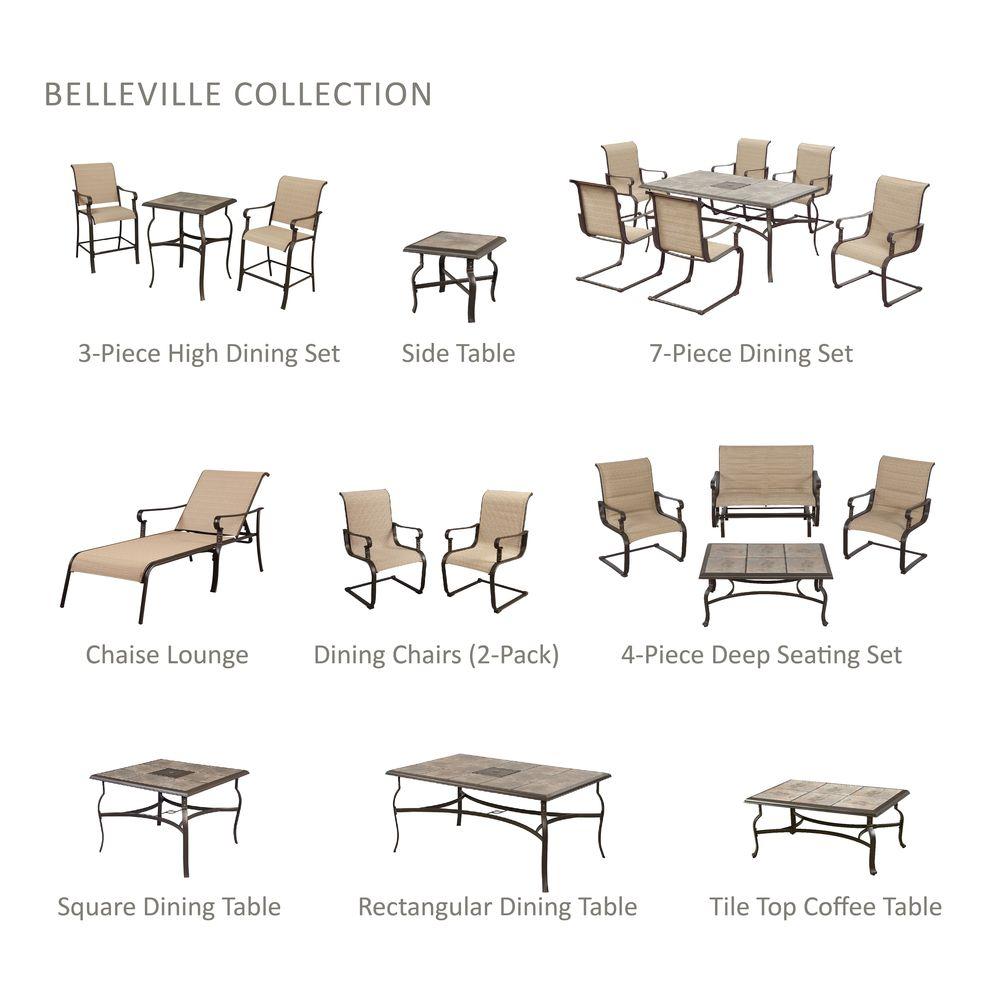 BELLEVILLE COLLECTION
3-Piece High Dining Set
Side Table
7-Piece Dining Set
Chaise Lounge
Dining Chairs (2-Pack)
4-Piece Deep Seating Set
Square Dining Table
Rectangular Dining Table
Tile Top Coffee Table